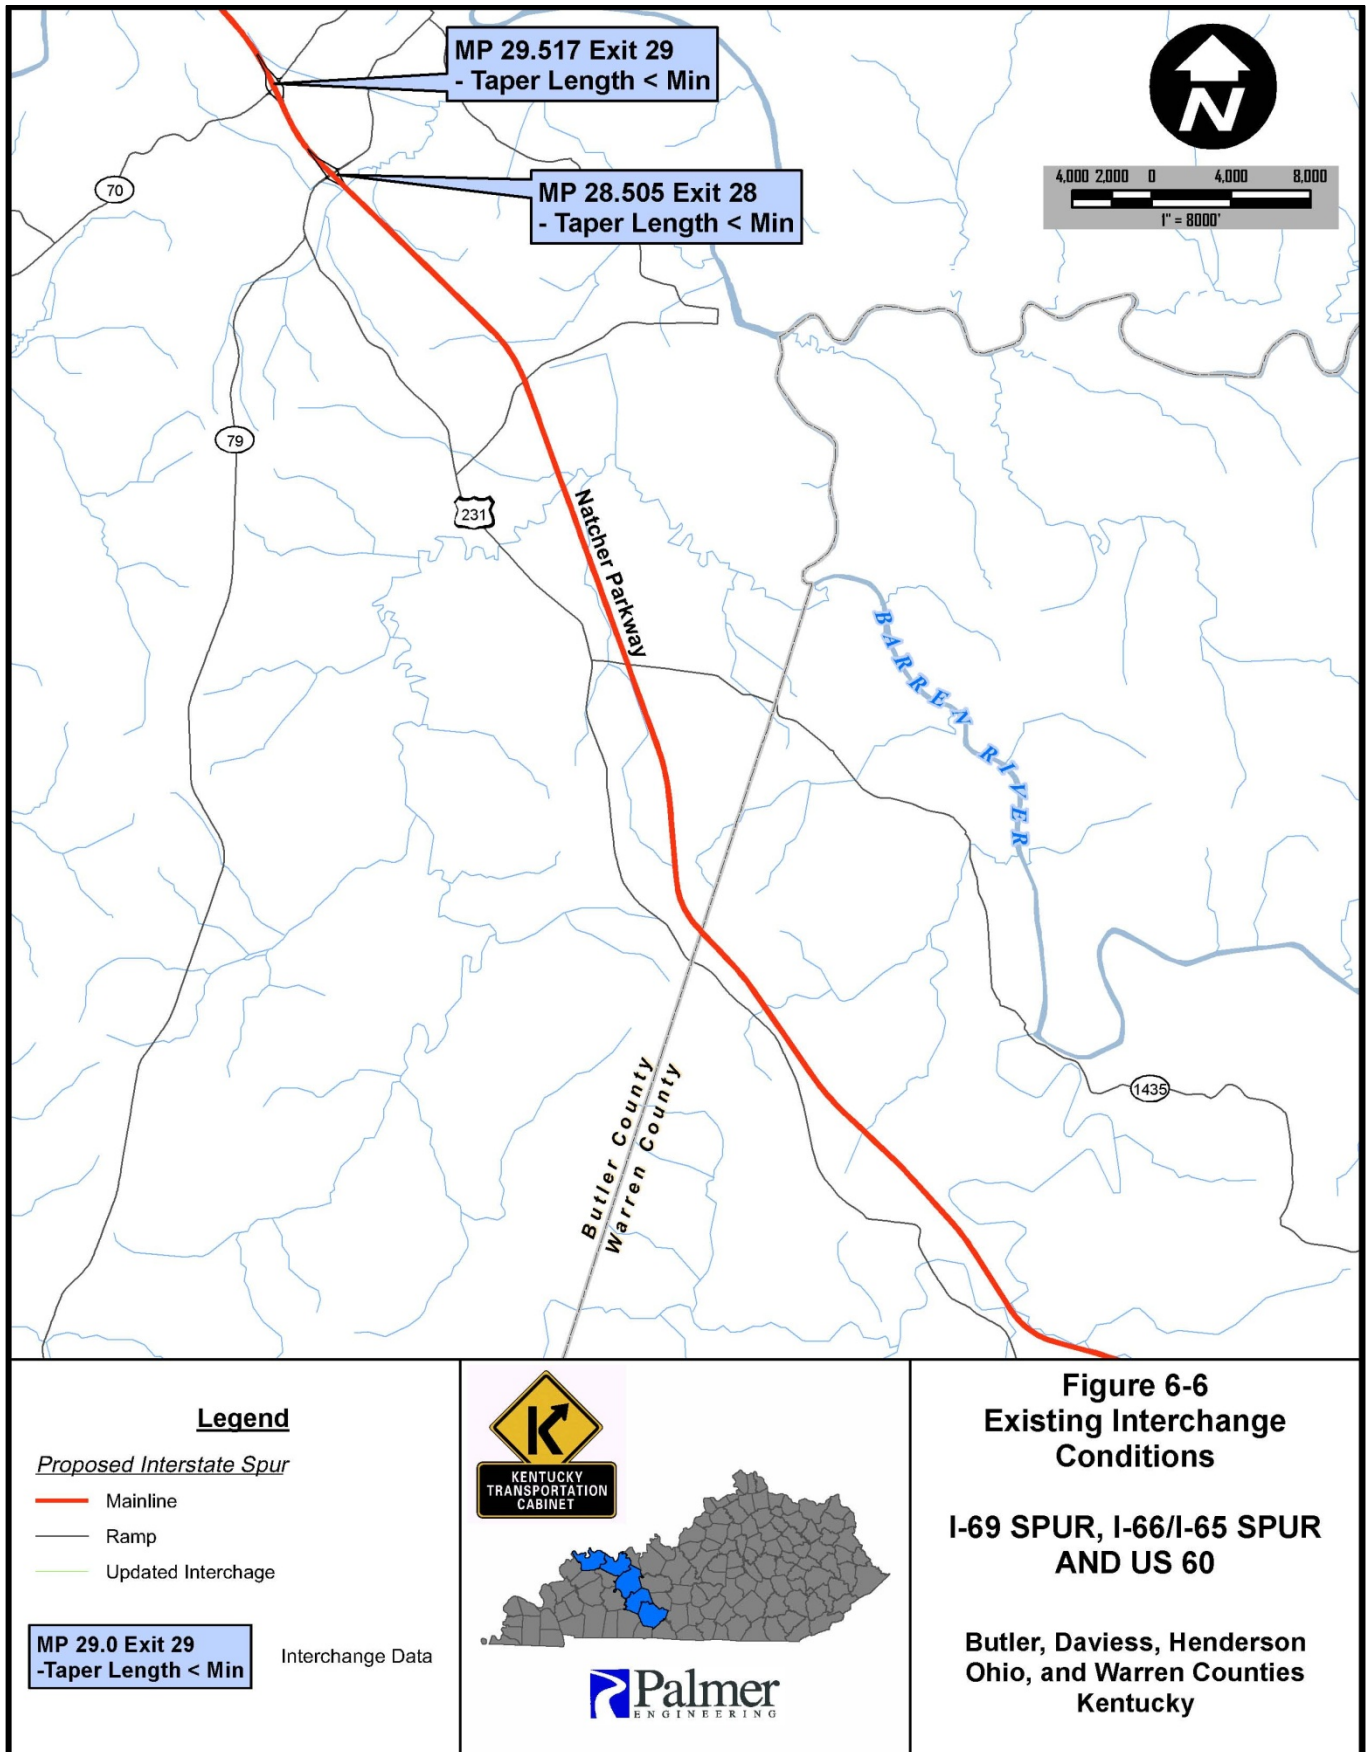 MP 29.517 Exit 29
- Taper Length < Min
N
MP 28.505 Exit 28
- Taper Length < Min
4,000 2,000 0 4,000 8,000
1" = 8000'
70
79
231
Natcher Parkway
BARREN RIVER
1435
Butler County
Warren County
Legend
Proposed Interstate Spur
Mainline
Ramp
Updated Interchage
MP 29.0 Exit 29
-Taper Length < Min
Interchange Data
KENTUCKY
TRANSPORTATION
CABINET
Palmer
ENGINEERING
Figure 6-6
Existing Interchange
Conditions
I-69 SPUR, I-66/I-65 SPUR
AND US 60
Butler, Daviess, Henderson
Ohio, and Warren Counties
Kentucky